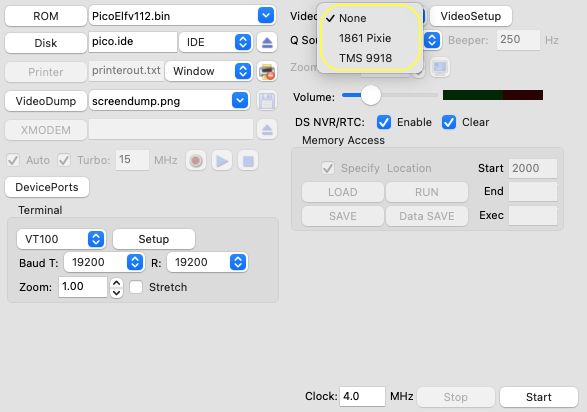 ROM PicoElfv112.bin
Disk pico.ide IDE
Printer printerout.txt Window
VideoDump screendump.png
XMODEM
Auto Turbo: 15 MHz
DevicePorts
Terminal
VT100 Setup
Baud T: 19200 R: 19200
Zoom: 1.00 Stretch
Video
None
1861 Pixie
TMS 9918
VideoSetup
Q Sou Beeper: 250 Hz
Zoom
Volume:
DS NVR/RTC: Enable Clear
Memory Access
Specify Location Start 2000
LOAD RUN End
SAVE Data SAVE Exec
Clock: 4.0 MHz Stop Start